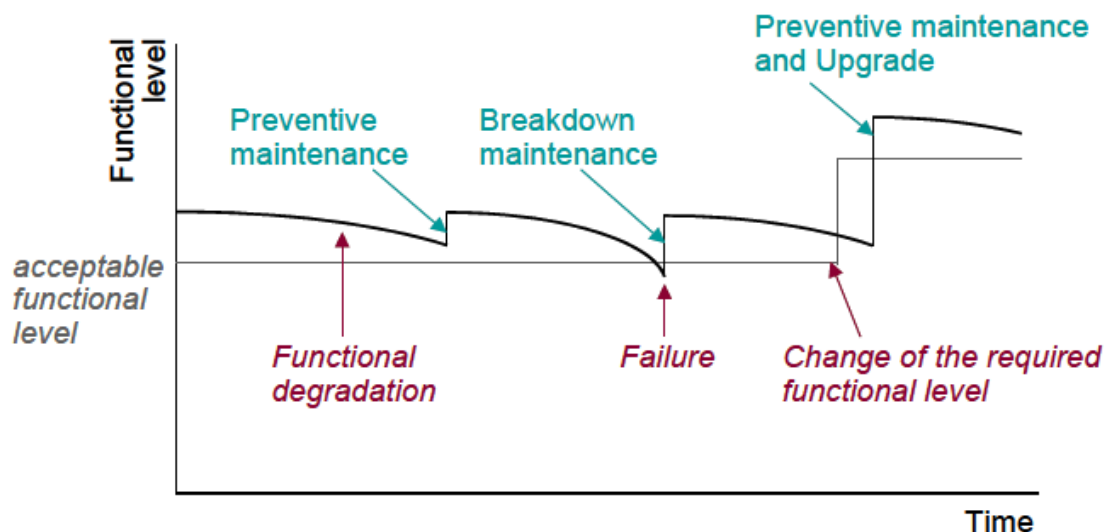 Functional
level
Preventive maintenance
and Upgrade
Preventive
maintenance
Breakdown
maintenance
acceptable
functional
level
Functional
degradation
Failure
Change of the required
functional level
Time